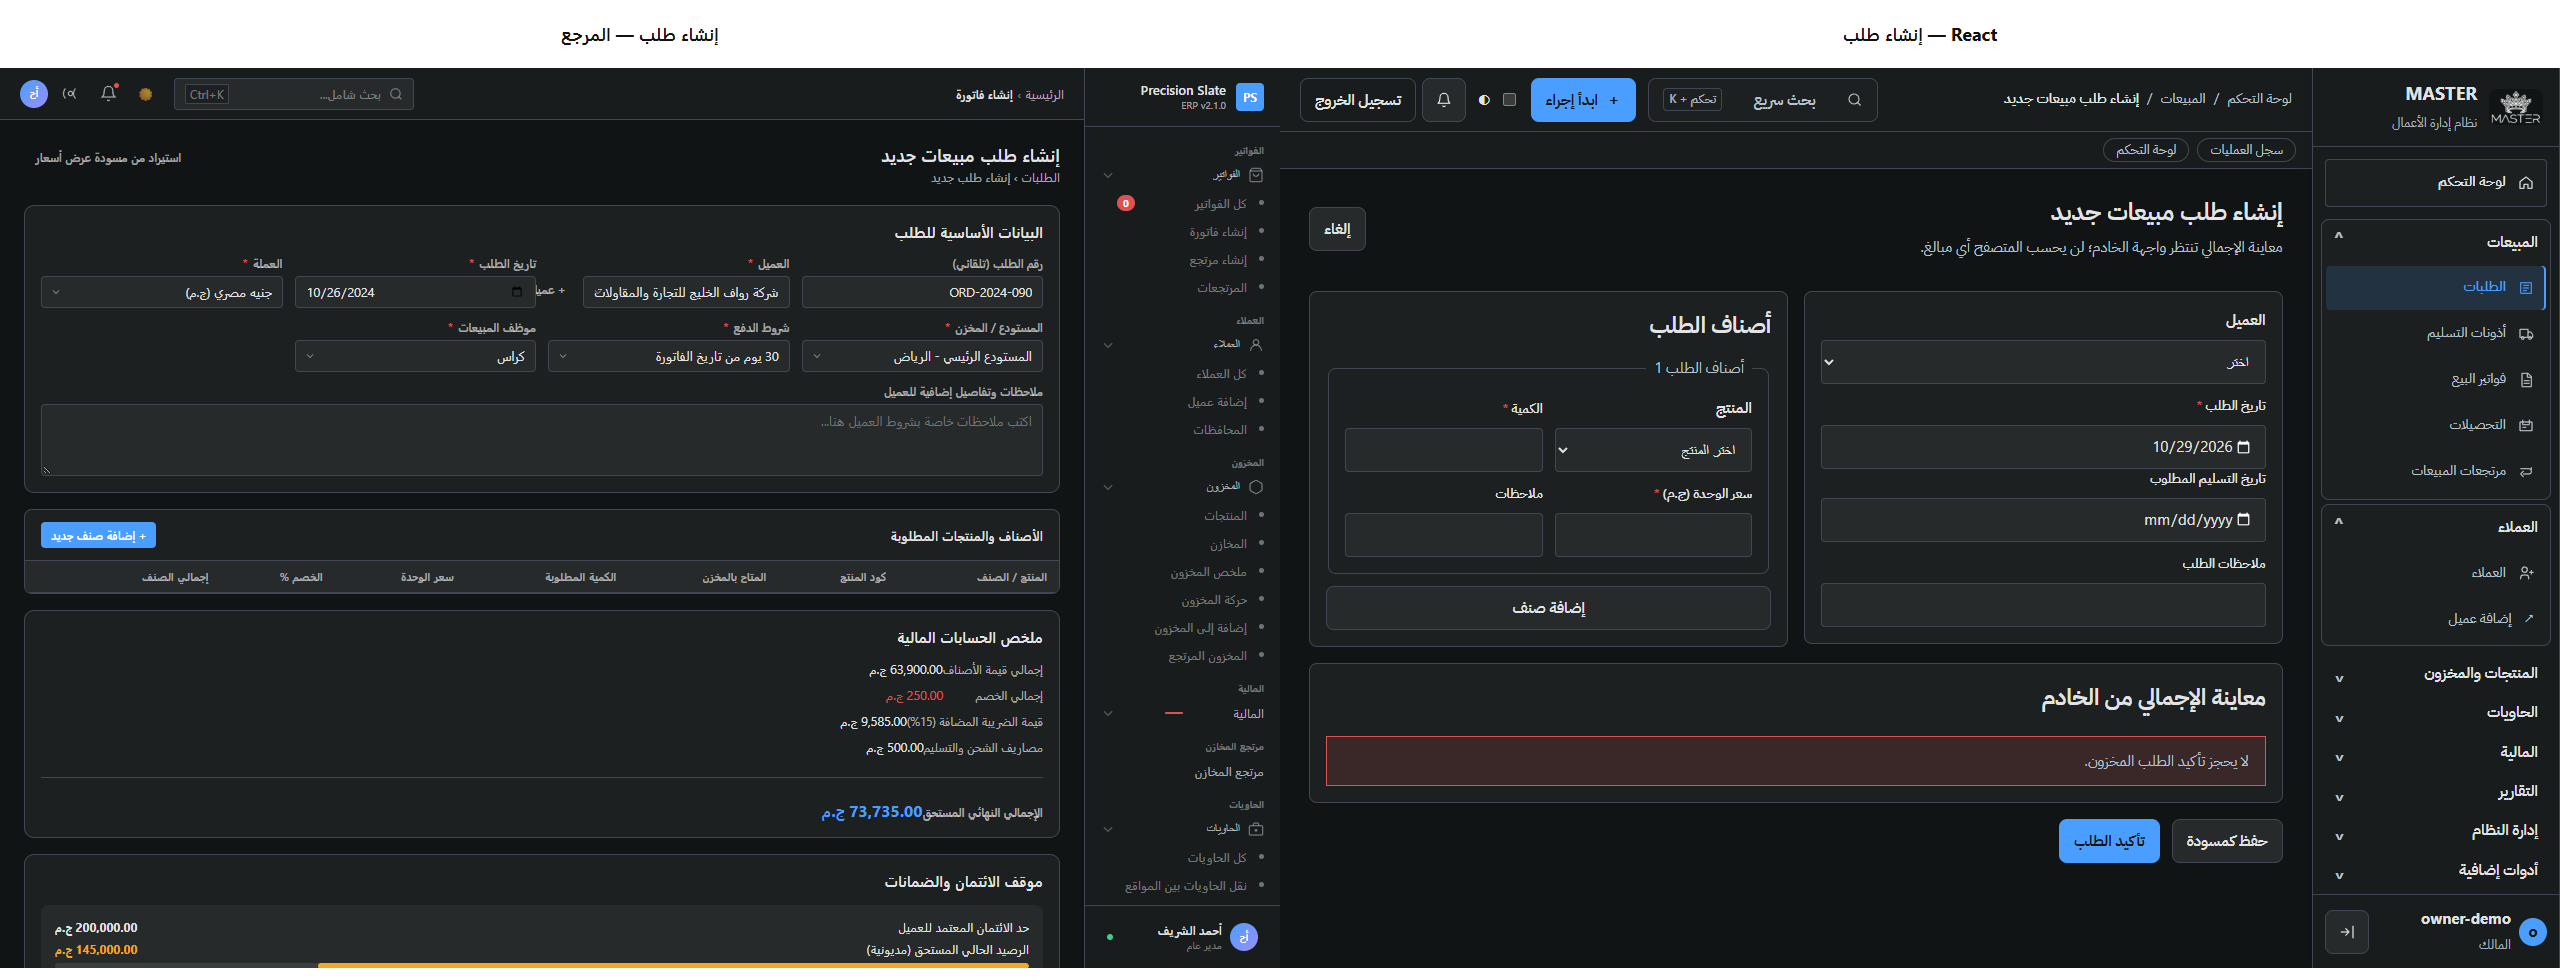 إنشاء طلب — React
إنشاء طلب — المرجع
MASTER
نظام إدارة الأعمال
MASTER
لوحة التحكم
المبيعات
الطلبات
أذونات التسليم
فواتير البيع
التحصيلات
مرتجعات المبيعات
العملاء
العملاء
إضافة عميل
المنتجات والمخزون
الحاويات
المالية
التقارير
إدارة النظام
أدوات إضافية
owner-demo
المالك
o
لوحة التحكم / المبيعات / إنشاء طلب مبيعات جديد
بحث سريع
تحكم + K
+ ابدأ إجراء
تسجيل الخروج
سجل العمليات
لوحة التحكم
إنشاء طلب مبيعات جديد
معاينة الإجمالي تنتظر واجهة الخادم؛ لن يحسب المتصفح أي مبالغ.
إلغاء
العميل
اختر
تاريخ الطلب *
10/29/2026
تاريخ التسليم المطلوب
mm/dd/yyyy
ملاحظات الطلب
أصناف الطلب
أصناف الطلب 1
المنتج
الكمية *
اختر المنتج
سعر الوحدة (ج.م) *
ملاحظات
إضافة صنف
معاينة الإجمالي من الخادم
لا يحجز تأكيد الطلب المخزون.
حفظ كمسودة
تأكيد الطلب
PS
Precision Slate
ERP v2.1.0
الفواتير
الفواتير
كل الفواتير
0
إنشاء فاتورة
إنشاء مرتجع
المرتجعات
العملاء
العملاء
كل العملاء
إضافة عميل
المحافظات
المخزون
المخزون
المنتجات
المخازن
ملخص المخزون
حركة المخزون
إضافة إلى المخزون
المخزون المرتجع
المالية
المالية
مرتجع المخازن
مرتجع المخازن
الحاويات
الحاويات
كل الحاويات
نقل الحاويات بين المواقع
أح
أحمد الشريف
مدير عام
الرئيسية › إنشاء فاتورة
بحث شامل...
Ctrl+K
أح
إنشاء طلب مبيعات جديد
الطلبات › إنشاء طلب جديد
استيراد من مسودة عرض أسعار
البيانات الأساسية للطلب
رقم الطلب (تلقائي)
العميل *
تاريخ الطلب *
العملة *
ORD-2024-090
شركة رواف الخليج للتجارة والمقاولات
+ عميل
10/26/2024
جنيه مصري (ج.م)
المستودع / المخزن *
شروط الدفع *
موظف المبيعات *
المستودع الرئيسي - الرياض
30 يوم من تاريخ الفاتورة
كراس
ملاحظات وتفاصيل إضافية للعميل
اكتب ملاحظات خاصة بشروط العميل هنا...
الأصناف والمنتجات المطلوبة
+ إضافة صنف جديد
المنتج / الصنف
كود المنتج
المتاح بالمخزن
الكمية المطلوبة
سعر الوحدة
الخصم %
إجمالي الصنف
ملخص الحسابات المالية
إجمالي قيمة الأصناف 63,900.00 ج.م
إجمالي الخصم 250.00 ج.م
قيمة الضريبة المضافة (15%) 9,585.00 ج.م
مصاريف الشحن والتسليم 500.00 ج.م
الإجمالي النهائي المستحق 73,735.00 ج.م
موقف الائتمان والضمانات
حد الائتمان المعتمد للعميل
200,000.00 ج.م
الرصيد الحالي المستحق (مديونية)
145,000.00 ج.م